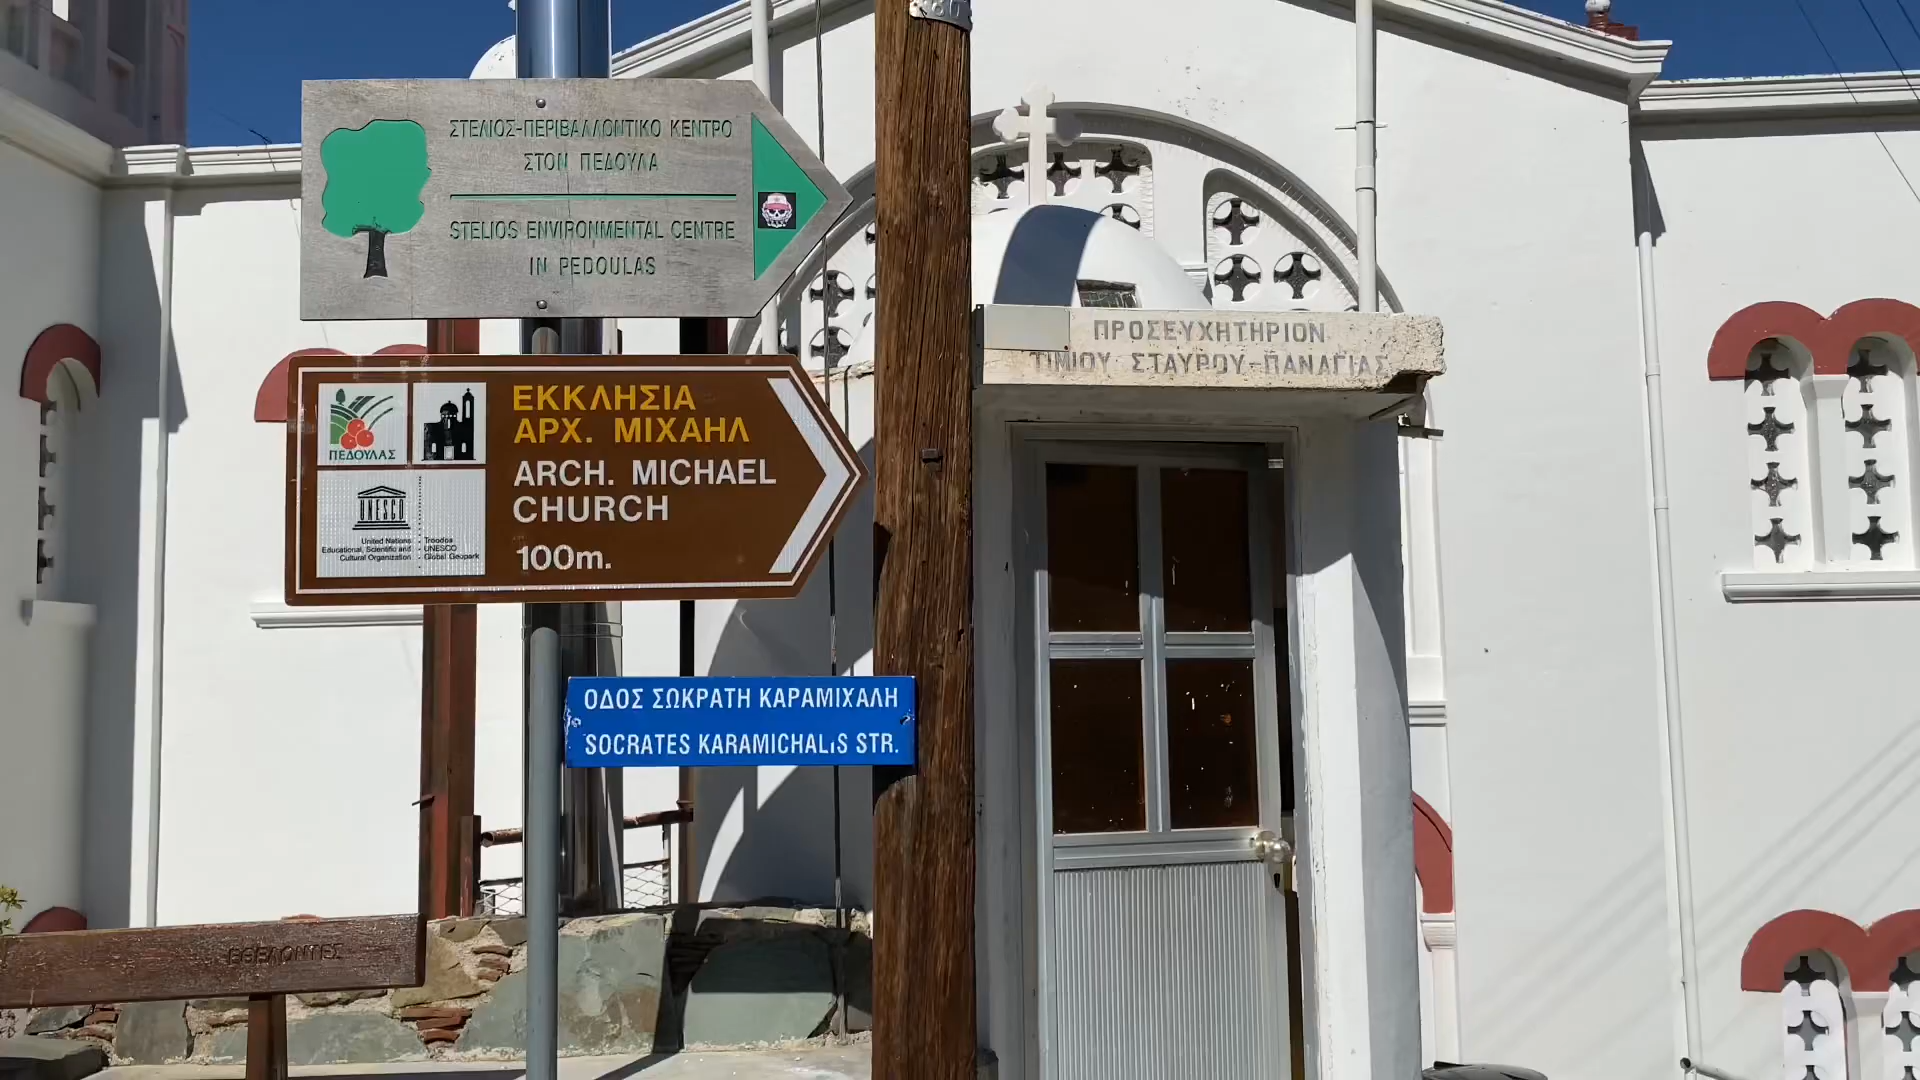 ΣΤΕΛΙΟΣ-ΠΕΡΙΒΑΛΛΟΝΤΙΚΟ ΚΕΝΤΡΟ
ΣΤΟΝ ΠΕΔΟΥΛΑ
STELIOS ENVIRONMENTAL CENTRE
IN PEDOULAS
ΠΕΔΟΥΛΑΣ
ΕΚΚΛΗΣΙΑ
ΑΡΧ. ΜΙΧΑΗΛ
ARCH. MICHAEL
CHURCH
100m.
UNESCO
United Nations
Educational, Scientific and
Cultural Organization
Troodos
UNESCO
Global Geopark
ΠΡΟΣΕΥΧΗΤΗΡΙΟΝ
ΤΙΜΙΟΥ ΣΤΑΥΡΟΥ-ΠΑΝΑΓΙΑΣ
ΟΔΟΣ ΣΩΚΡΑΤΗ ΚΑΡΑΜΙΧΑΛΗ
SOCRATES KARAMICHALIS STR.
ΕΘΕΛΟΝΤΕΣ